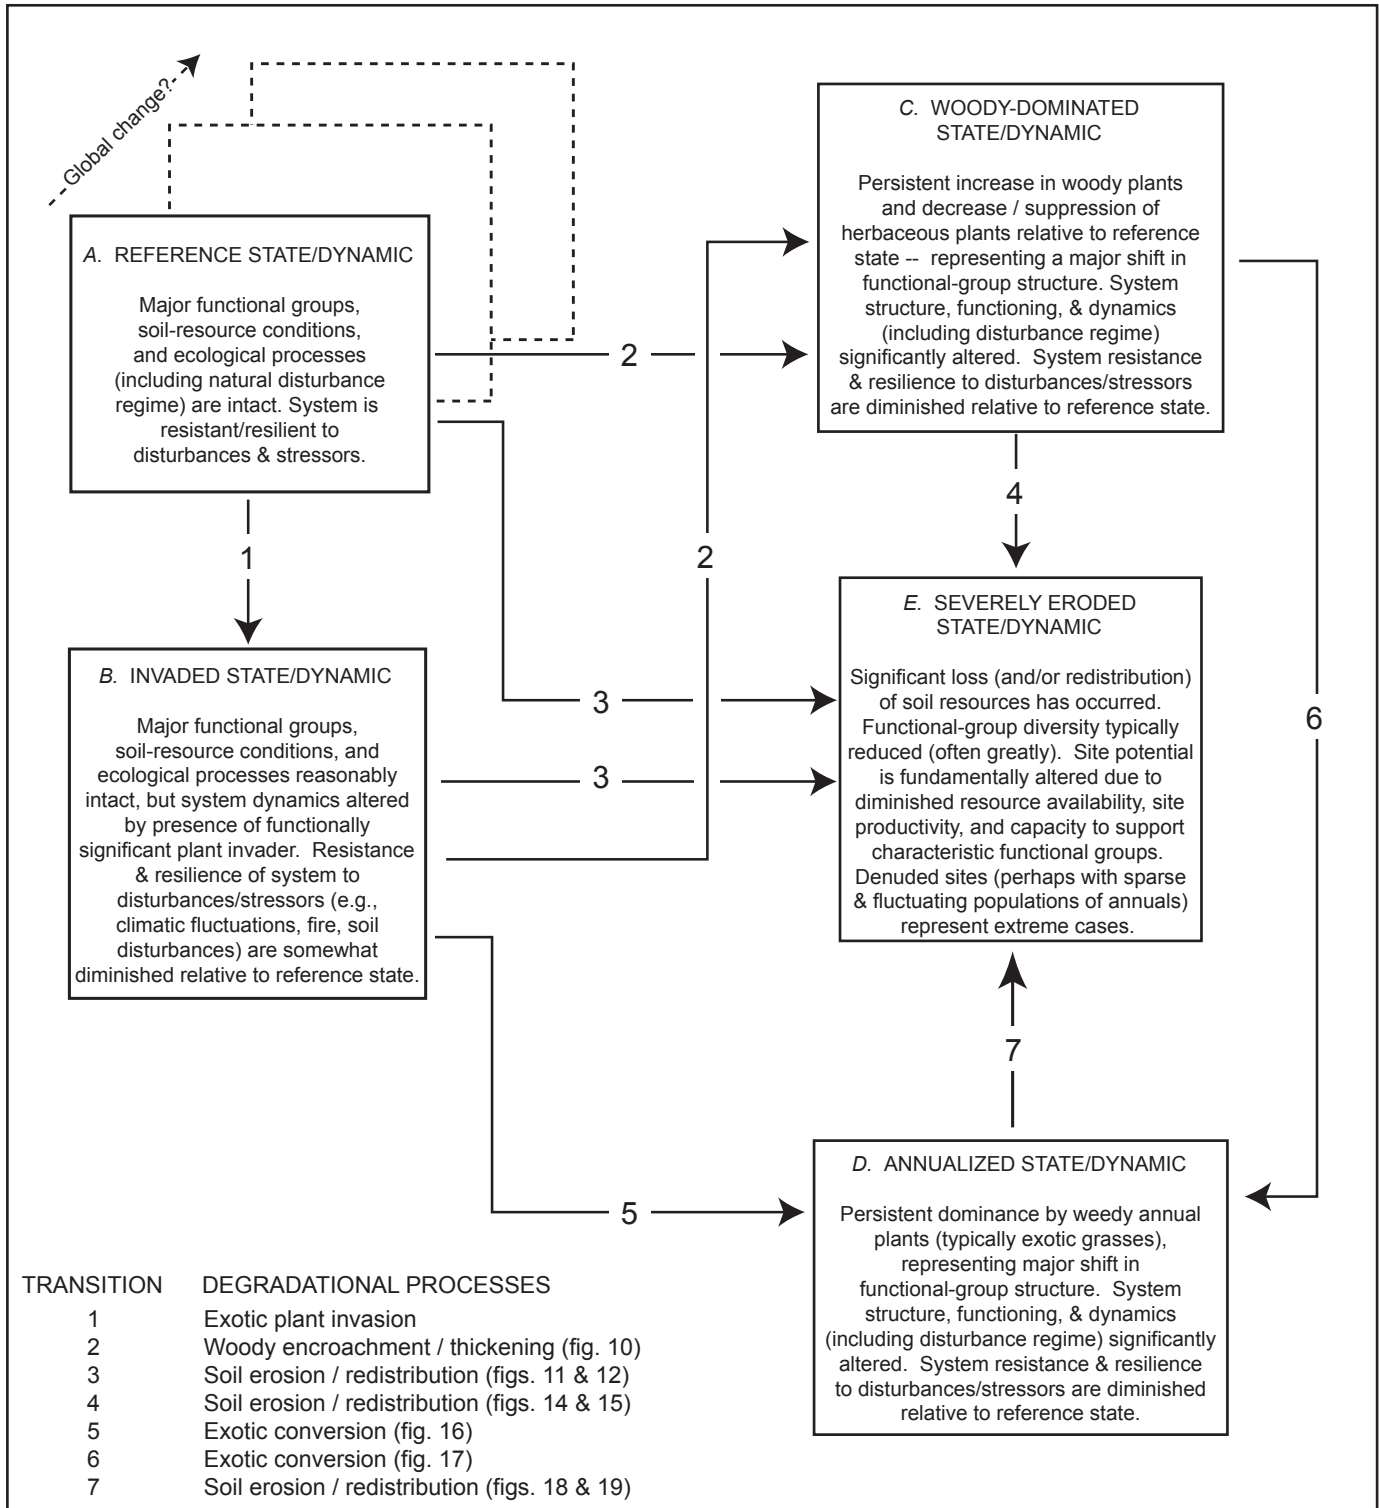 Global change?
A. REFERENCE STATE/DYNAMIC
Major functional groups,
soil-resource conditions,
and ecological processes
(including natural disturbance
regime) are intact. System is
resistant/resilient to
disturbances & stressors.
1
B. INVADED STATE/DYNAMIC
Major functional groups,
soil-resource conditions, and
ecological processes reasonably
intact, but system dynamics altered
by presence of functionally
significant plant invader. Resistance
& resilience of system to
disturbances/stressors (e.g.,
climatic fluctuations, fire, soil
disturbances) are somewhat
diminished relative to reference state.
2
2
3
3
5
C. WOODY-DOMINATED
STATE/DYNAMIC
Persistent increase in woody plants
and decrease / suppression of
herbaceous plants relative to reference
state -- representing a major shift in
functional-group structure. System
structure, functioning, & dynamics
(including disturbance regime)
significantly altered. System resistance
& resilience to disturbances/stressors
are diminished relative to reference state.
4
6
E. SEVERELY ERODED
STATE/DYNAMIC
Significant loss (and/or redistribution)
of soil resources has occurred.
Functional-group diversity typically
reduced (often greatly). Site potential
is fundamentally altered due to
diminished resource availability, site
productivity, and capacity to support
characteristic functional groups.
Denuded sites (perhaps with sparse
& fluctuating populations of annuals)
represent extreme cases.
7
D. ANNUALIZED STATE/DYNAMIC
Persistent dominance by weedy annual
plants (typically exotic grasses),
representing major shift in
functional-group structure. System
structure, functioning, & dynamics
(including disturbance regime) significantly
altered. System resistance & resilience
to disturbances/stressors are diminished
relative to reference state.
TRANSITION DEGRADATIONAL PROCESSES
1 Exotic plant invasion
2 Woody encroachment / thickening (fig. 10)
3 Soil erosion / redistribution (figs. 11 & 12)
4 Soil erosion / redistribution (figs. 14 & 15)
5 Exotic conversion (fig. 16)
6 Exotic conversion (fig. 17)
7 Soil erosion / redistribution (figs. 18 & 19)